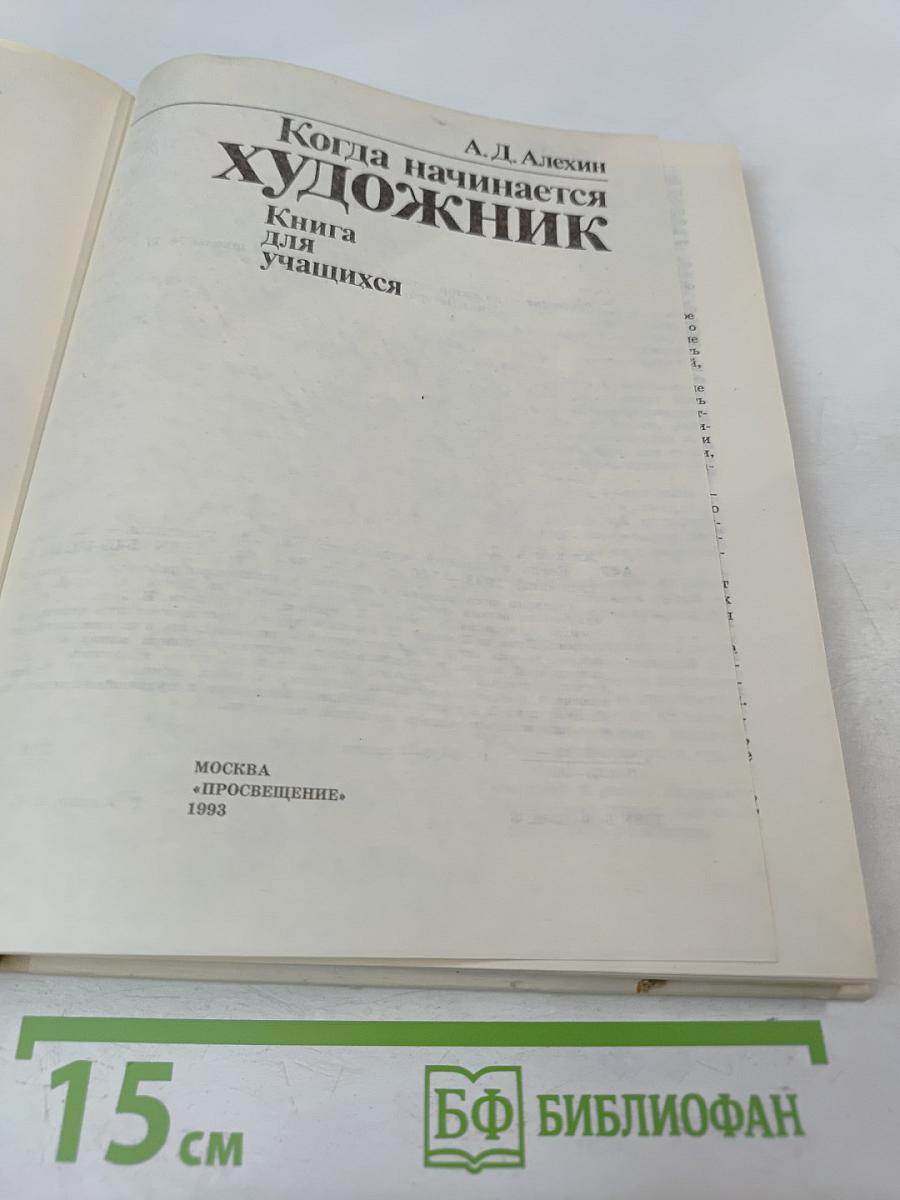 А. Д. Алехин
Когда начинается
ХУДОЖНИК
Книга
для
учащихся
МОСКВА
«ПРОСВЕЩЕНИЕ»
1993
15 см
БФ БИБЛИОФАН